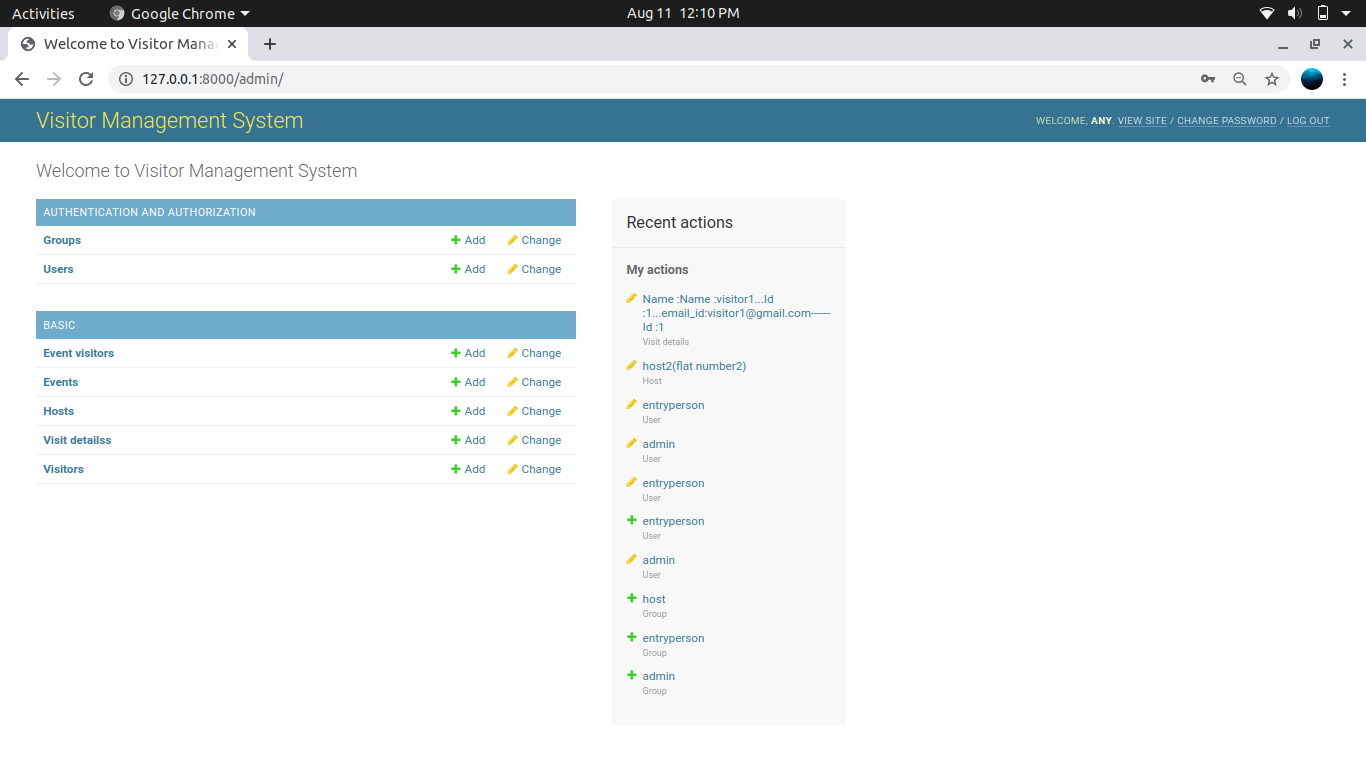 Activities Google Chrome Aug 11 12:10 PM
Welcome to Visitor Mana
127.0.0.1:8000/admin/
Visitor Management System
WELCOME, ANY. VIEW SITE / CHANGE PASSWORD / LOG OUT
Welcome to Visitor Management System
AUTHENTICATION AND AUTHORIZATION
Groups Add Change
Users Add Change
BASIC
Event visitors Add Change
Events Add Change
Hosts Add Change
Visit detailss Add Change
Visitors Add Change
Recent actions
My actions
Name :Name :visitor1...Id
:1...email_id:visitor1@gmail.com------
Id :1
Visit details
host2(flat number2)
Host
entryperson
User
admin
User
entryperson
User
entryperson
User
admin
User
host
Group
entryperson
Group
admin
Group